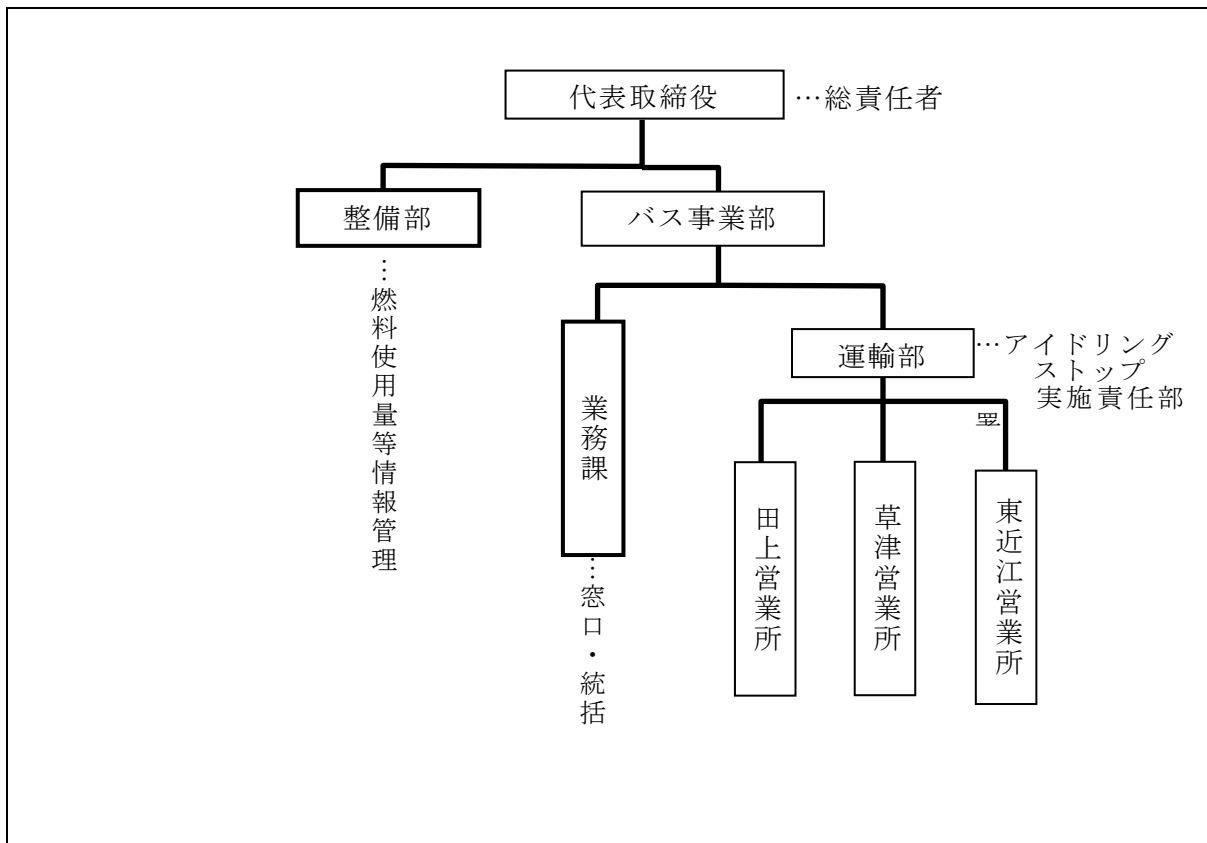 代表取締役
…総責任者
整備部
バス事業部
…燃料使用量等情報管理
業務課
…窓口・統括
運輸部
…アイドリング
ストップ
実施責任部
田上営業所
草津営業所
東近江営業所